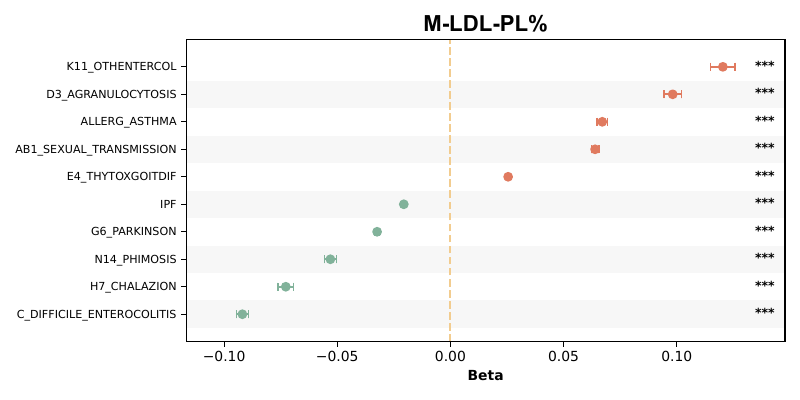 M-LDL-PL%
K11_OTHENTERCOL ***
D3_AGRANULOCYTOSIS ***
ALLERG_ASTHMA ***
AB1_SEXUAL_TRANSMISSION ***
E4_THYTOXGOITDIF ***
IPF ***
G6_PARKINSON ***
N14_PHIMOSIS ***
H7_CHALAZION ***
C_DIFFICILE_ENTEROCOLITIS ***
−0.10 −0.05 0.00 0.05 0.10
Beta